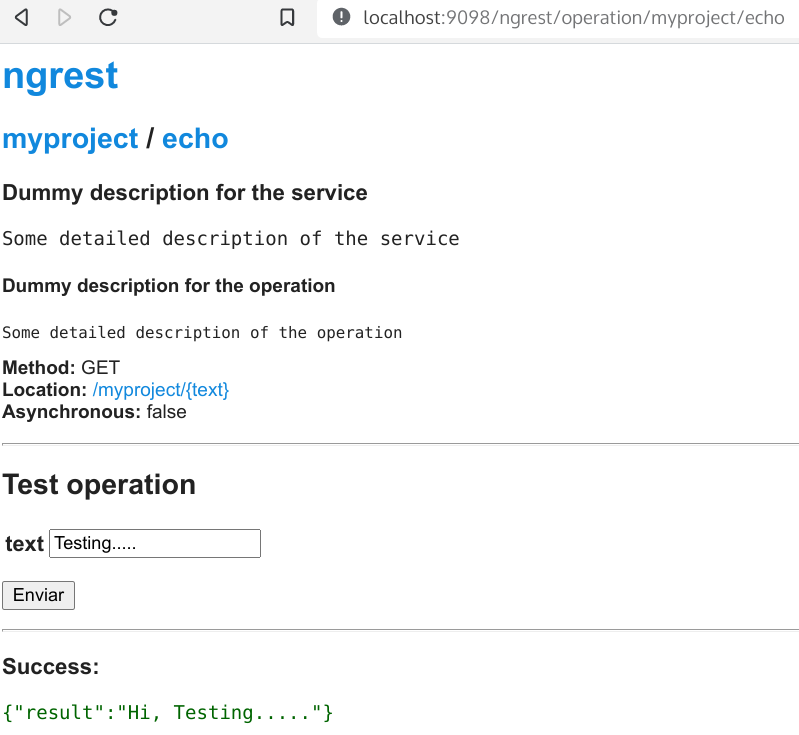 localhost:9098/ngrest/operation/myproject/echo
ngrest
myproject / echo
Dummy description for the service
Some detailed description of the service
Dummy description for the operation
Some detailed description of the operation
Method: GET
Location: /myproject/{text}
Asynchronous: false
Test operation
text Testing.....
Enviar
Success:
{"result":"Hi, Testing....."}